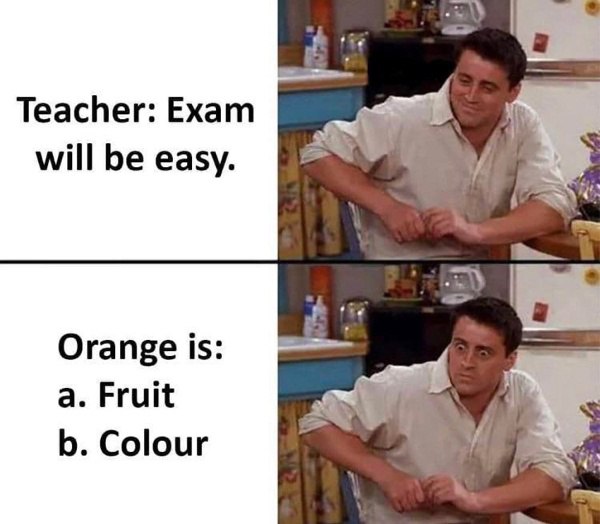 Teacher: Exam
will be easy.
Orange is:
a. Fruit
b. Colour